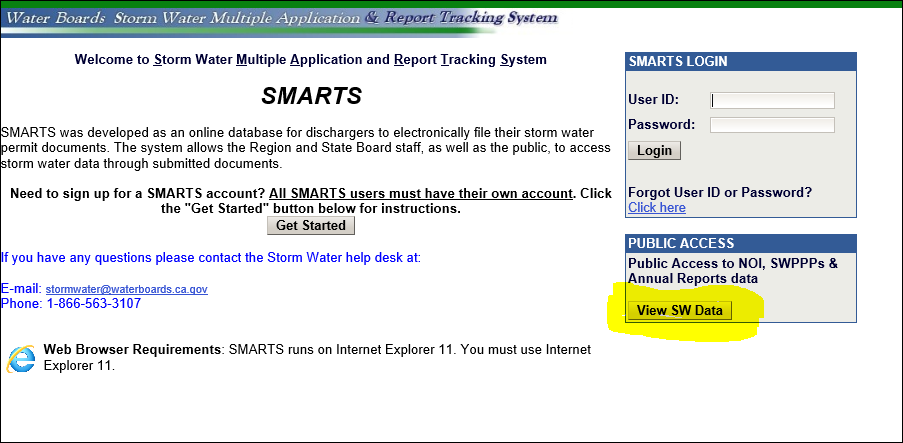 Water Boards Storm Water Multiple Application & Report Tracking System
Welcome to Storm Water Multiple Application and Report Tracking System
SMARTS
SMARTS was developed as an online database for dischargers to electronically file their storm water
permit documents. The system allows the Region and State Board staff, as well as the public, to access
storm water data through submitted documents.
Need to sign up for a SMARTS account? All SMARTS users must have their own account. Click
the "Get Started" button below for instructions.
Get Started
If you have any questions please contact the Storm Water help desk at:
E-mail: stormwater@waterboards.ca.gov
Phone: 1-866-563-3107
Web Browser Requirements: SMARTS runs on Internet Explorer 11. You must use Internet
Explorer 11.
SMARTS LOGIN
User ID:
Password:
Login
Forgot User ID or Password?
Click here
PUBLIC ACCESS
Public Access to NOI, SWPPPs &
Annual Reports data
View SW Data